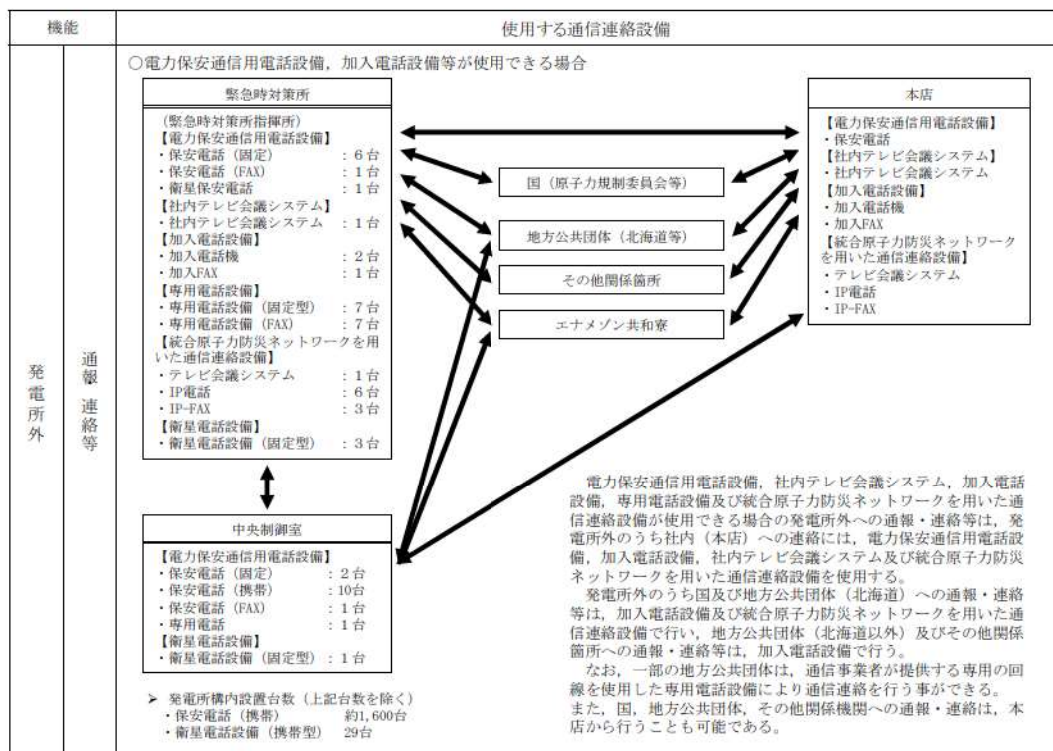 機能
使用する通信連絡設備
発電所外
通報・連絡等
○電力保安通信用電話設備，加入電話設備等が使用できる場合
緊急時対策所
(緊急時対策所指揮所)
【電力保安通信用電話設備】
・保安電話（固定） : 6台
・保安電話（FAX） : 1台
・衛星保安電話 : 1台
【社内テレビ会議システム】
・社内テレビ会議システム : 1台
【加入電話設備】
・加入電話機 : 2台
・加入FAX : 1台
【専用電話設備】
・専用電話設備（固定型） : 7台
・専用電話設備（FAX） : 7台
【統合原子力防災ネットワークを用
いた通信連絡設備】
・テレビ会議システム : 1台
・IP電話 : 6台
・IP-FAX : 3台
【衛星電話設備】
・衛星電話設備（固定型） : 3台
国（原子力規制委員会等）
地方公共団体（北海道等）
その他関係箇所
エナメゾン共和寮
本店
【電力保安通信用電話設備】
・保安電話
【社内テレビ会議システム】
・社内テレビ会議システム
【加入電話設備】
・加入電話機
・加入FAX
【統合原子力防災ネットワーク
を用いた通信連絡設備】
・テレビ会議システム
・IP電話
・IP-FAX
中央制御室
【電力保安通信用電話設備】
・保安電話（固定） : 2台
・保安電話（携帯） : 10台
・保安電話（FAX） : 1台
・専用電話 : 1台
【衛星電話設備】
・衛星電話設備（固定型） : 1台
➢ 発電所構内設置台数（上記台数を除く）
・保安電話（携帯） 約1,600台
・衛星電話設備（携帯型） 29台
電力保安通信用電話設備，社内テレビ会議システム，加入電話
設備，専用電話設備及び統合原子力防災ネットワークを用いた通
信連絡設備が使用できる場合の発電所外への通報・連絡等は，発
電所外のうち社内（本店）への連絡には，電力保安通信用電話設
備，加入電話設備，社内テレビ会議システム及び統合原子力防災
ネットワークを用いた通信連絡設備を使用する。
発電所外のうち国及び地方公共団体（北海道）への通報・連絡
等は，加入電話設備及び統合原子力防災ネットワークを用いた通
信連絡設備で行い，地方公共団体（北海道以外）及びその他関係
箇所への通報・連絡等は，加入電話設備で行う。
なお，一部の地方公共団体は，通信事業者が提供する専用の回
線を使用した専用電話設備により通信連絡を行う事ができる。
また，国，地方公共団体，その他関係機関への通報・連絡は，本
店から行うことも可能である。